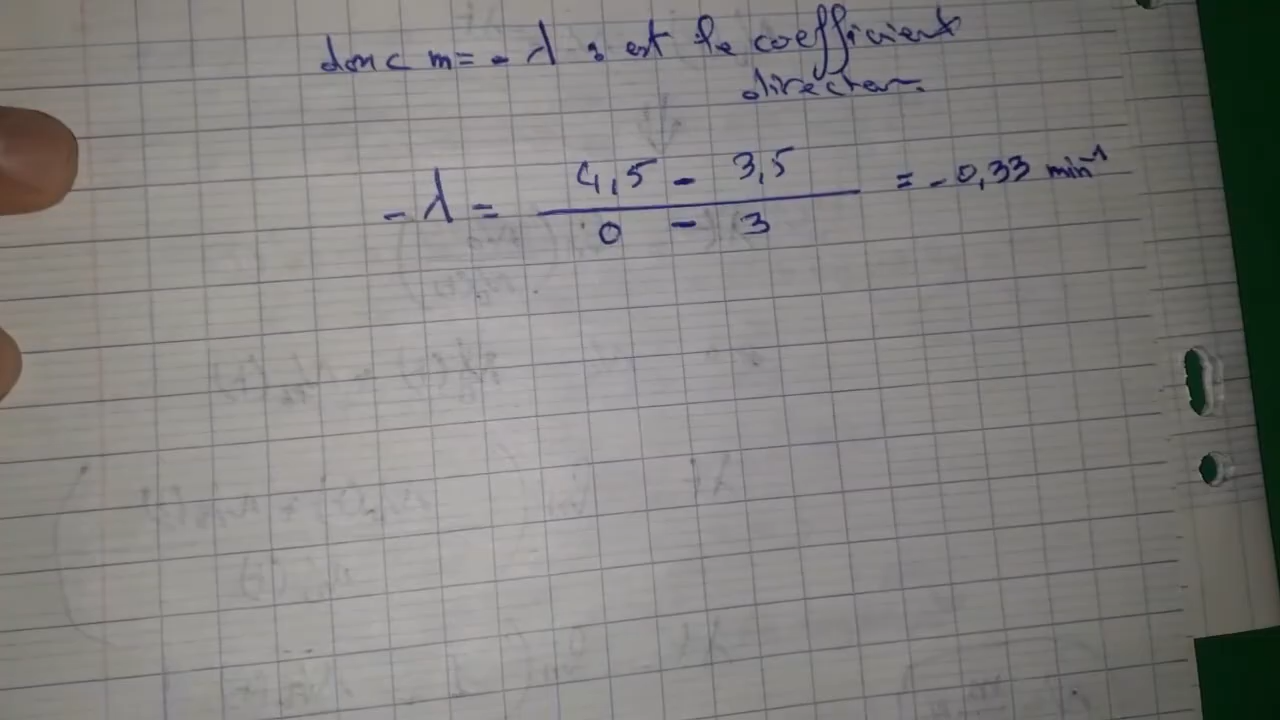 donc m = - λ : est le coefficient
directeur.
- λ = (4,5 - 3,5) / (0 - 3) = - 0,33 min⁻¹